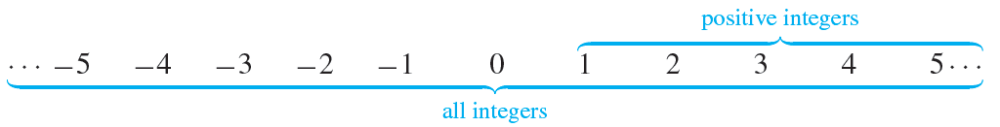 positive integers
··· −5 −4 −3 −2 −1 0 1 2 3 4 5 ···
all integers